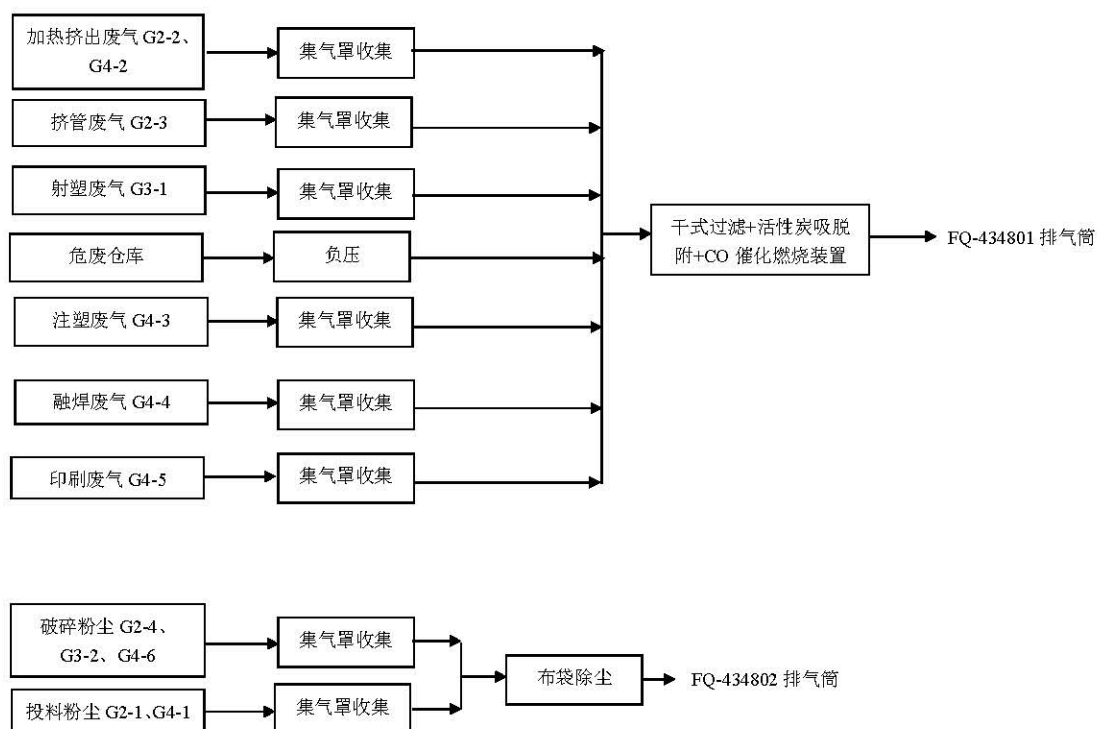 加热挤出废气 G2-2、
G4-2
集气罩收集
挤管废气 G2-3
集气罩收集
射塑废气 G3-1
集气罩收集
危废仓库
负压
注塑废气 G4-3
集气罩收集
融焊废气 G4-4
集气罩收集
印刷废气 G4-5
集气罩收集
干式过滤+活性炭吸脱
附+CO 催化燃烧装置
FQ-434801 排气筒
破碎粉尘 G2-4、
G3-2、G4-6
集气罩收集
投料粉尘 G2-1、G4-1
集气罩收集
布袋除尘
FQ-434802 排气筒